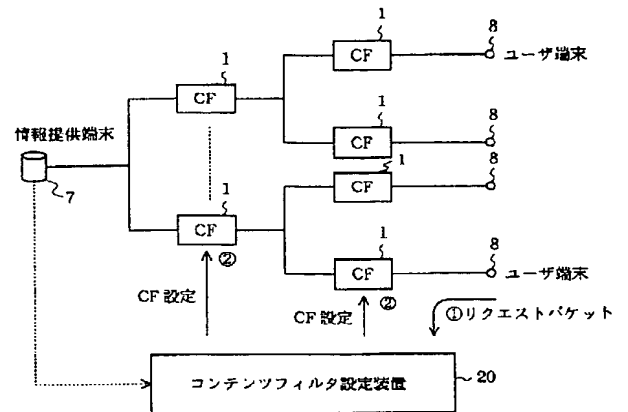 1
8
CF
ユーザ端末
1
CF
1
8
情報提供端末
CF
1
8
7
CF
1
CF
②
1
8
CF
ユーザ端末
CF 設定
CF 設定
②
①リクエストパケット
コンテンツフィルタ設定装置
20